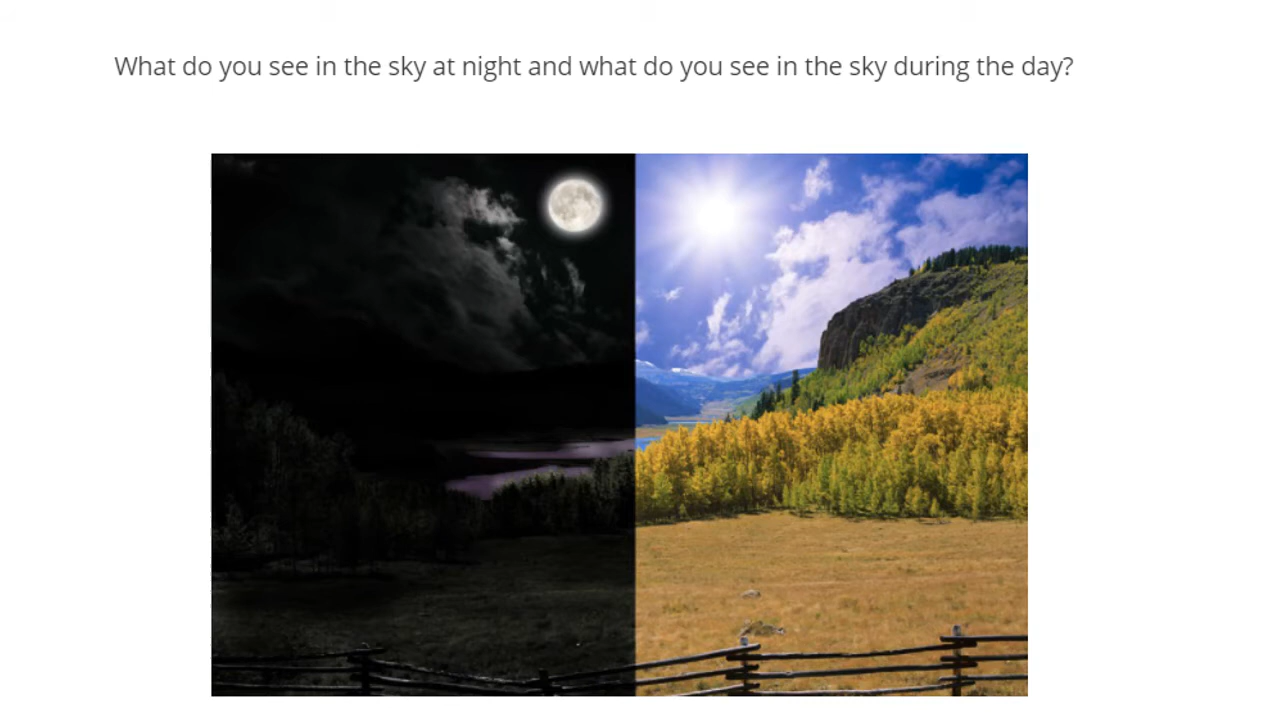 What do you see in the sky at night and what do you see in the sky during the day?